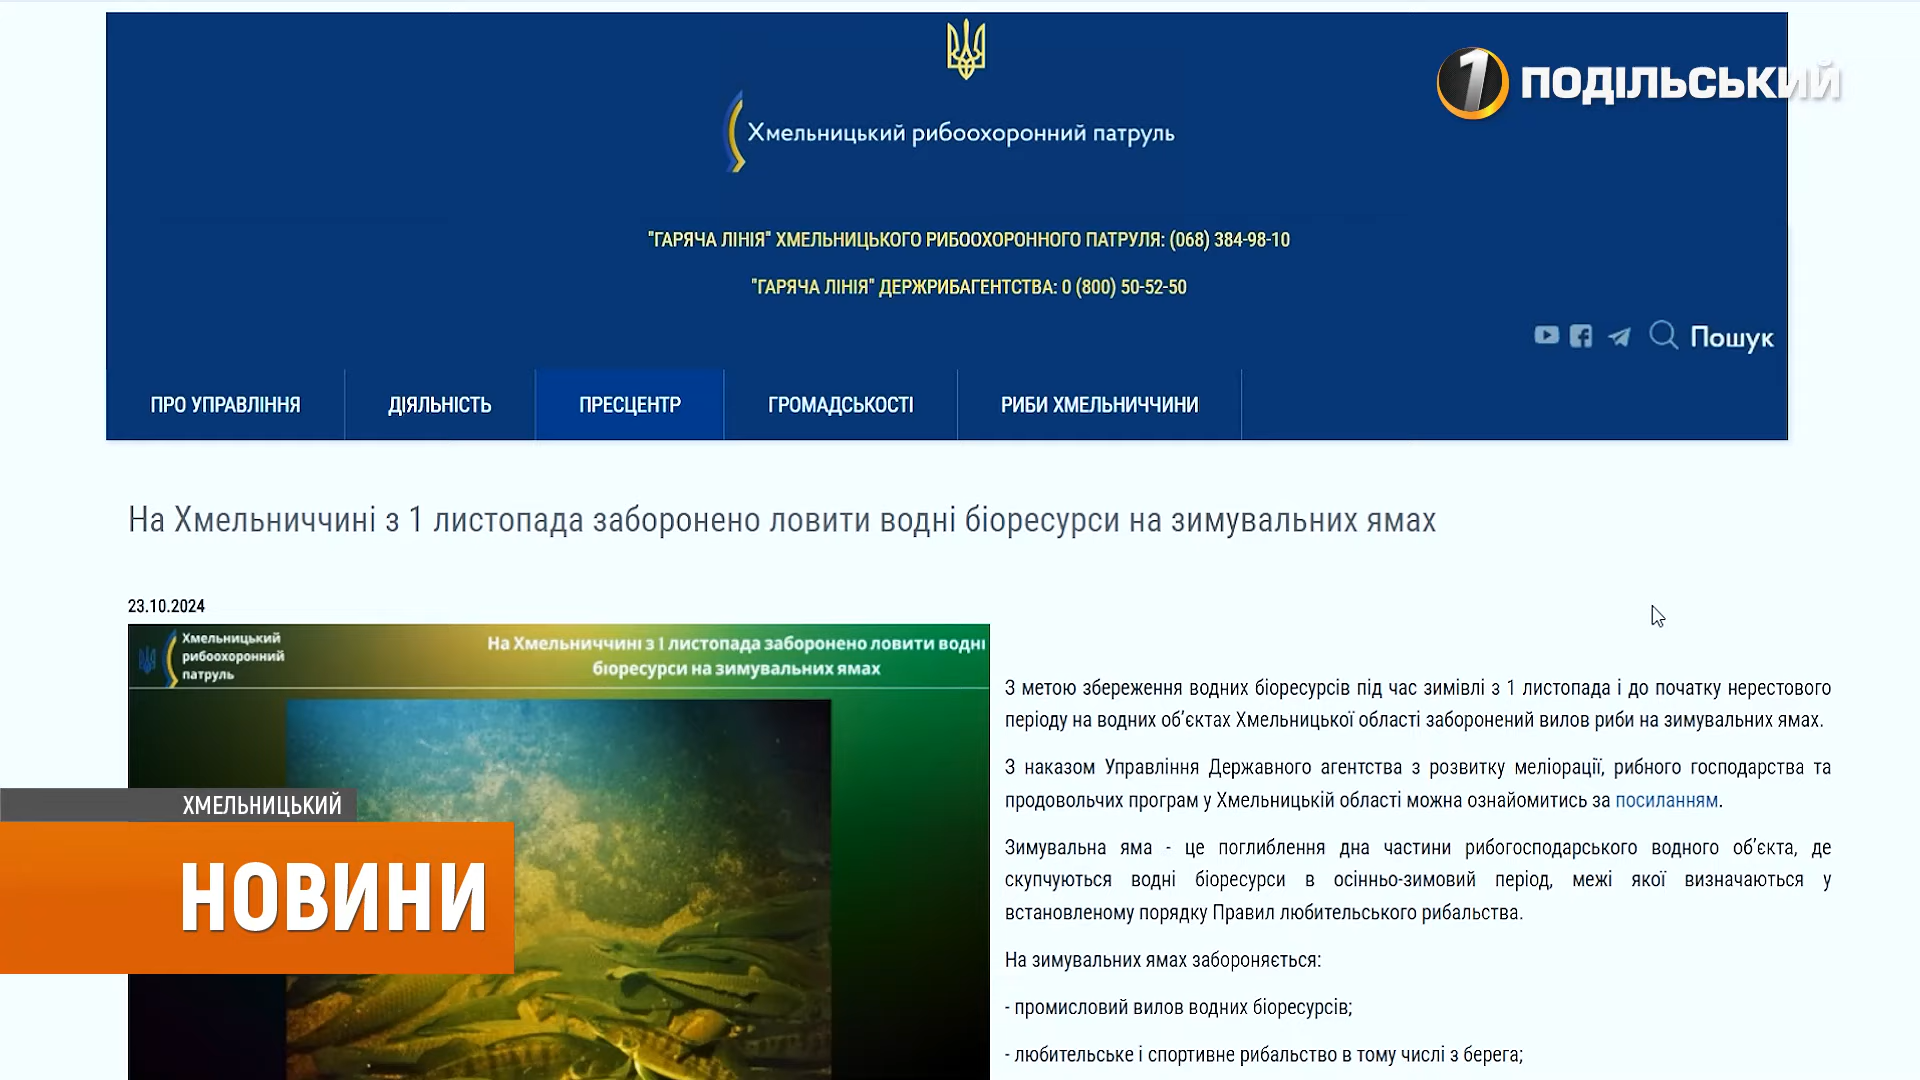 1 ПОДІЛЬСЬКИЙ
Хмельницький рибоохоронний патруль
"ГАРЯЧА ЛІНІЯ" ХМЕЛЬНИЦЬКОГО РИБООХОРОННОГО ПАТРУЛЯ: (068) 384-98-10
"ГАРЯЧА ЛІНІЯ" ДЕРЖРИБАГЕНТСТВА: 0 (800) 50-52-50
Пошук
ПРО УПРАВЛІННЯ ДІЯЛЬНІСТЬ ПРЕСЦЕНТР ГРОМАДСЬКОСТІ РИБИ ХМЕЛЬНИЧЧИНИ
На Хмельниччині з 1 листопада заборонено ловити водні біоресурси на зимувальних ямах
23.10.2024
Хмельницький
рибоохоронний
патруль
На Хмельниччині з 1 листопада заборонено ловити водні
біоресурси на зимувальних ямах
З метою збереження водних біоресурсів під час зимівлі з 1 листопада і до початку нерестового
періоду на водних об’єктах Хмельницької області заборонений вилов риби на зимувальних ямах.
З наказом Управління Державного агентства з розвитку меліорації, рибного господарства та
продовольчих програм у Хмельницькій області можна ознайомитись за посиланням.
Зимувальна яма - це поглиблення дна частини рибогосподарського водного об’єкта, де
скупчуються водні біоресурси в осінньо-зимовий період, межі якої визначаються у
встановленому порядку Правил любительського рибальства.
На зимувальних ямах забороняється:
- промисловий вилов водних біоресурсів;
- любительське і спортивне рибальство в тому числі з берега;
ХМЕЛЬНИЦЬКИЙ
НОВИНИ